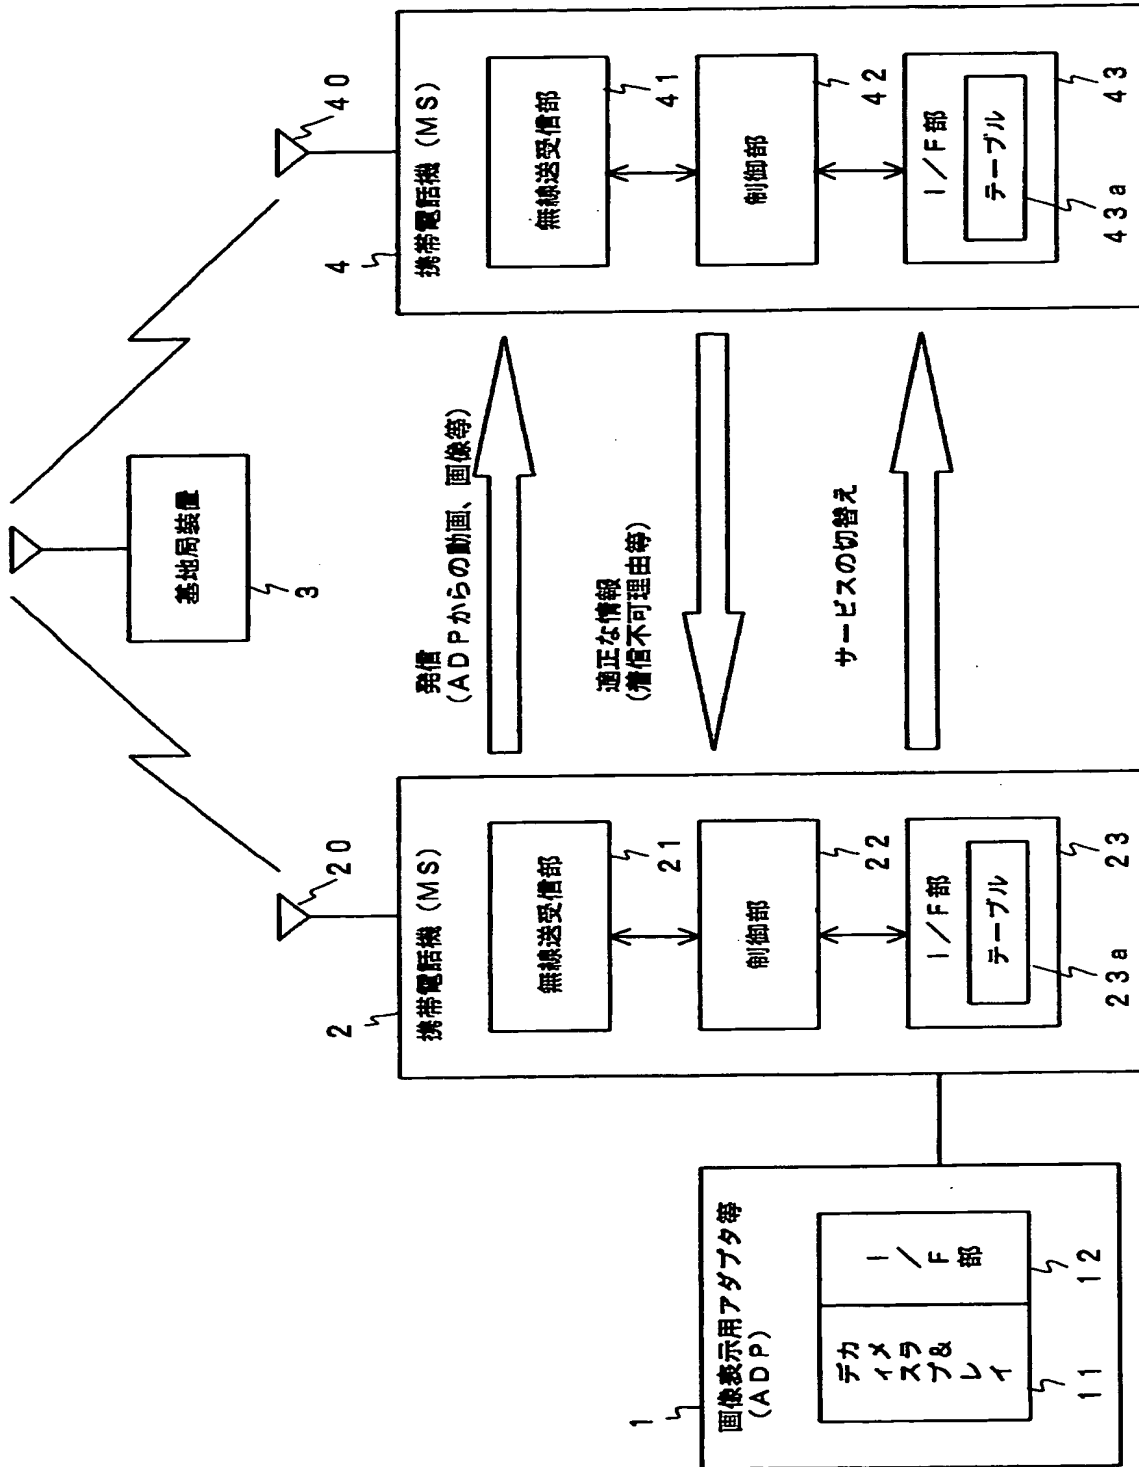 基地局装置
3
20
40
2
携帯電話機 (MS)
無線送受信部
21
制御部
22
I/F部
テーブル
23
23a
発信
(ADPからの動画、画像等)
適正な情報
(着信不可理由等)
サービスの切替え
4
携帯電話機 (MS)
無線送受信部
41
制御部
42
I/F部
テーブル
43
43a
1
画像表示用アダプタ等
(ADP)
カメラ&
ディスプレイ
I/F部
11
12